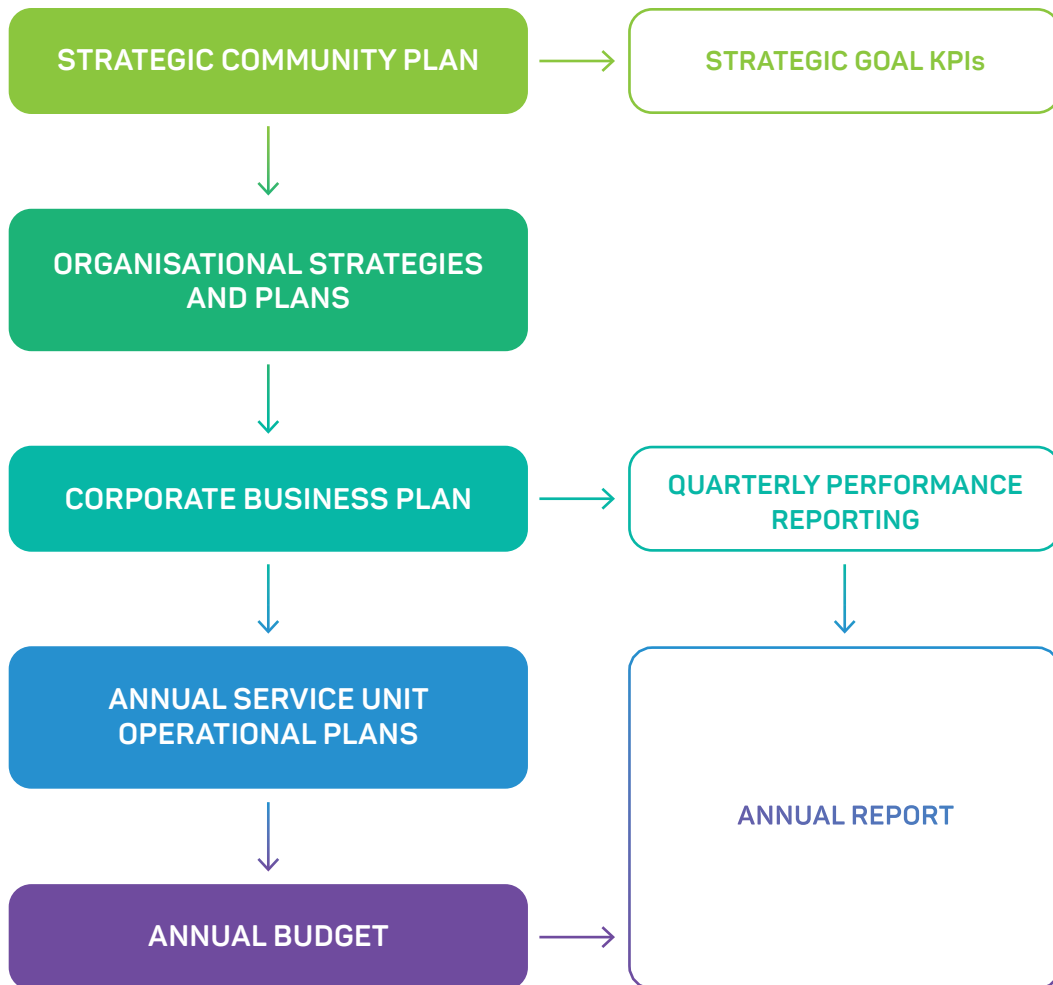 STRATEGIC COMMUNITY PLAN
STRATEGIC GOAL KPIs
ORGANISATIONAL STRATEGIES
AND PLANS
CORPORATE BUSINESS PLAN
QUARTERLY PERFORMANCE
REPORTING
ANNUAL SERVICE UNIT
OPERATIONAL PLANS
ANNUAL REPORT
ANNUAL BUDGET